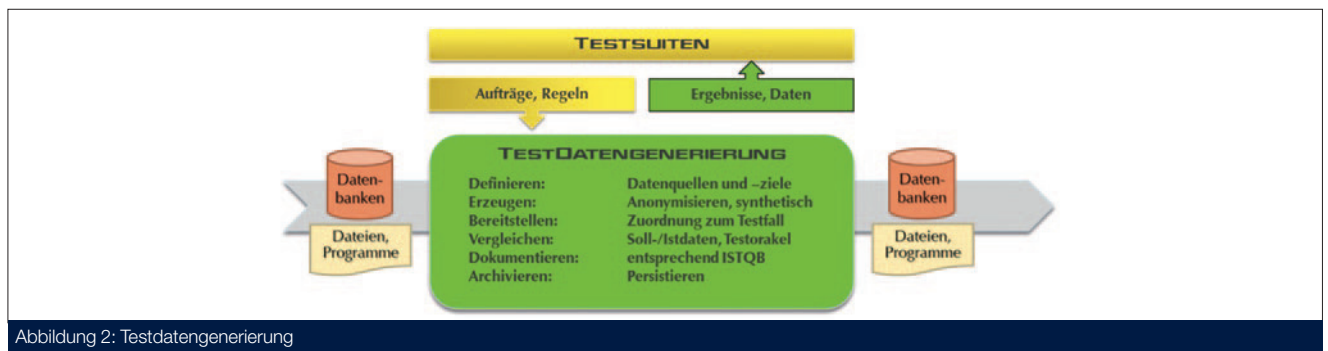 TESTSUITEN
Aufträge, Regeln
Ergebnisse, Daten
Daten-
banken
Dateien,
Programme
TESTDATENGENERIERUNG
Definieren: Datenquellen und –ziele
Erzeugen: Anonymisieren, synthetisch
Bereitstellen: Zuordnung zum Testfall
Vergleichen: Soll-/Istdaten, Testorakel
Dokumentieren: entsprechend ISTQB
Archivieren: Persistieren
Daten-
banken
Dateien,
Programme
Abbildung 2: Testdatengenerierung